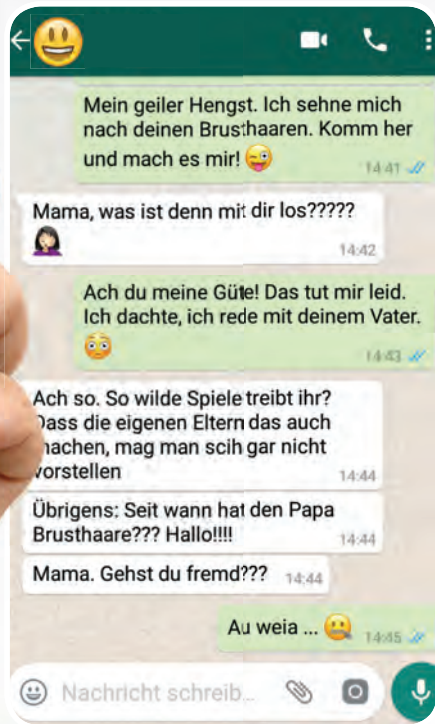 Mein geiler Hengst. Ich sehne mich
nach deinen Brusthaaren. Komm her
und mach es mir! 😜
14:41
Mama, was ist denn mit dir los?????
🤦🏻‍♀️
14:42
Ach du meine Güte! Das tut mir leid.
Ich dachte, ich rede mit deinem Vater.
😳
14:43
Ach so. So wilde Spiele treibt ihr?
Dass die eigenen Eltern das auch
machen, mag man scih gar nicht
vorstellen
14:44
Übrigens: Seit wann hat den Papa
Brusthaare??? Hallo!!!!
14:44
Mama. Gehst du fremd??? 14:44
Au weia ... 🤐 14:45
Nachricht schreib...